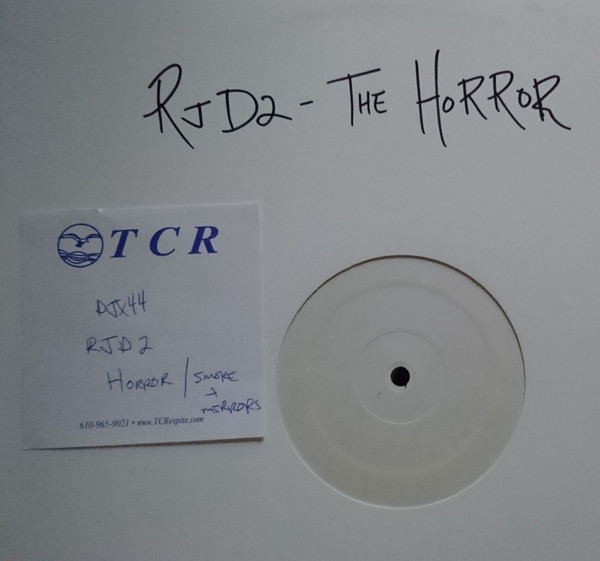 RJD2 - THE HORROR
TCR
DJX44
RJD2
HORROR / SMOKE
+
MIRRORS
610-965-9021 • www.TCRespite.com